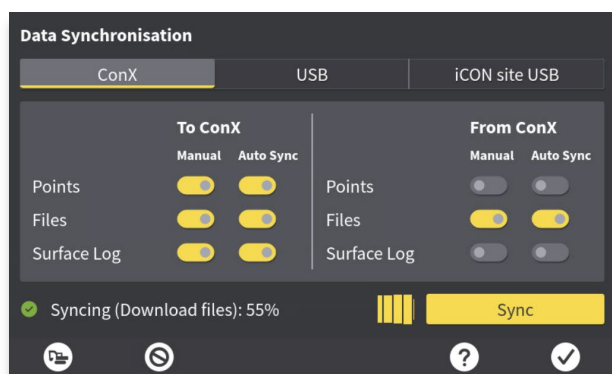 Data Synchronisation
ConX USB iCON site USB
To ConX From ConX
Manual Auto Sync Manual Auto Sync
Points Points
Files Files
Surface Log Surface Log
Syncing (Download files): 55% Sync
?